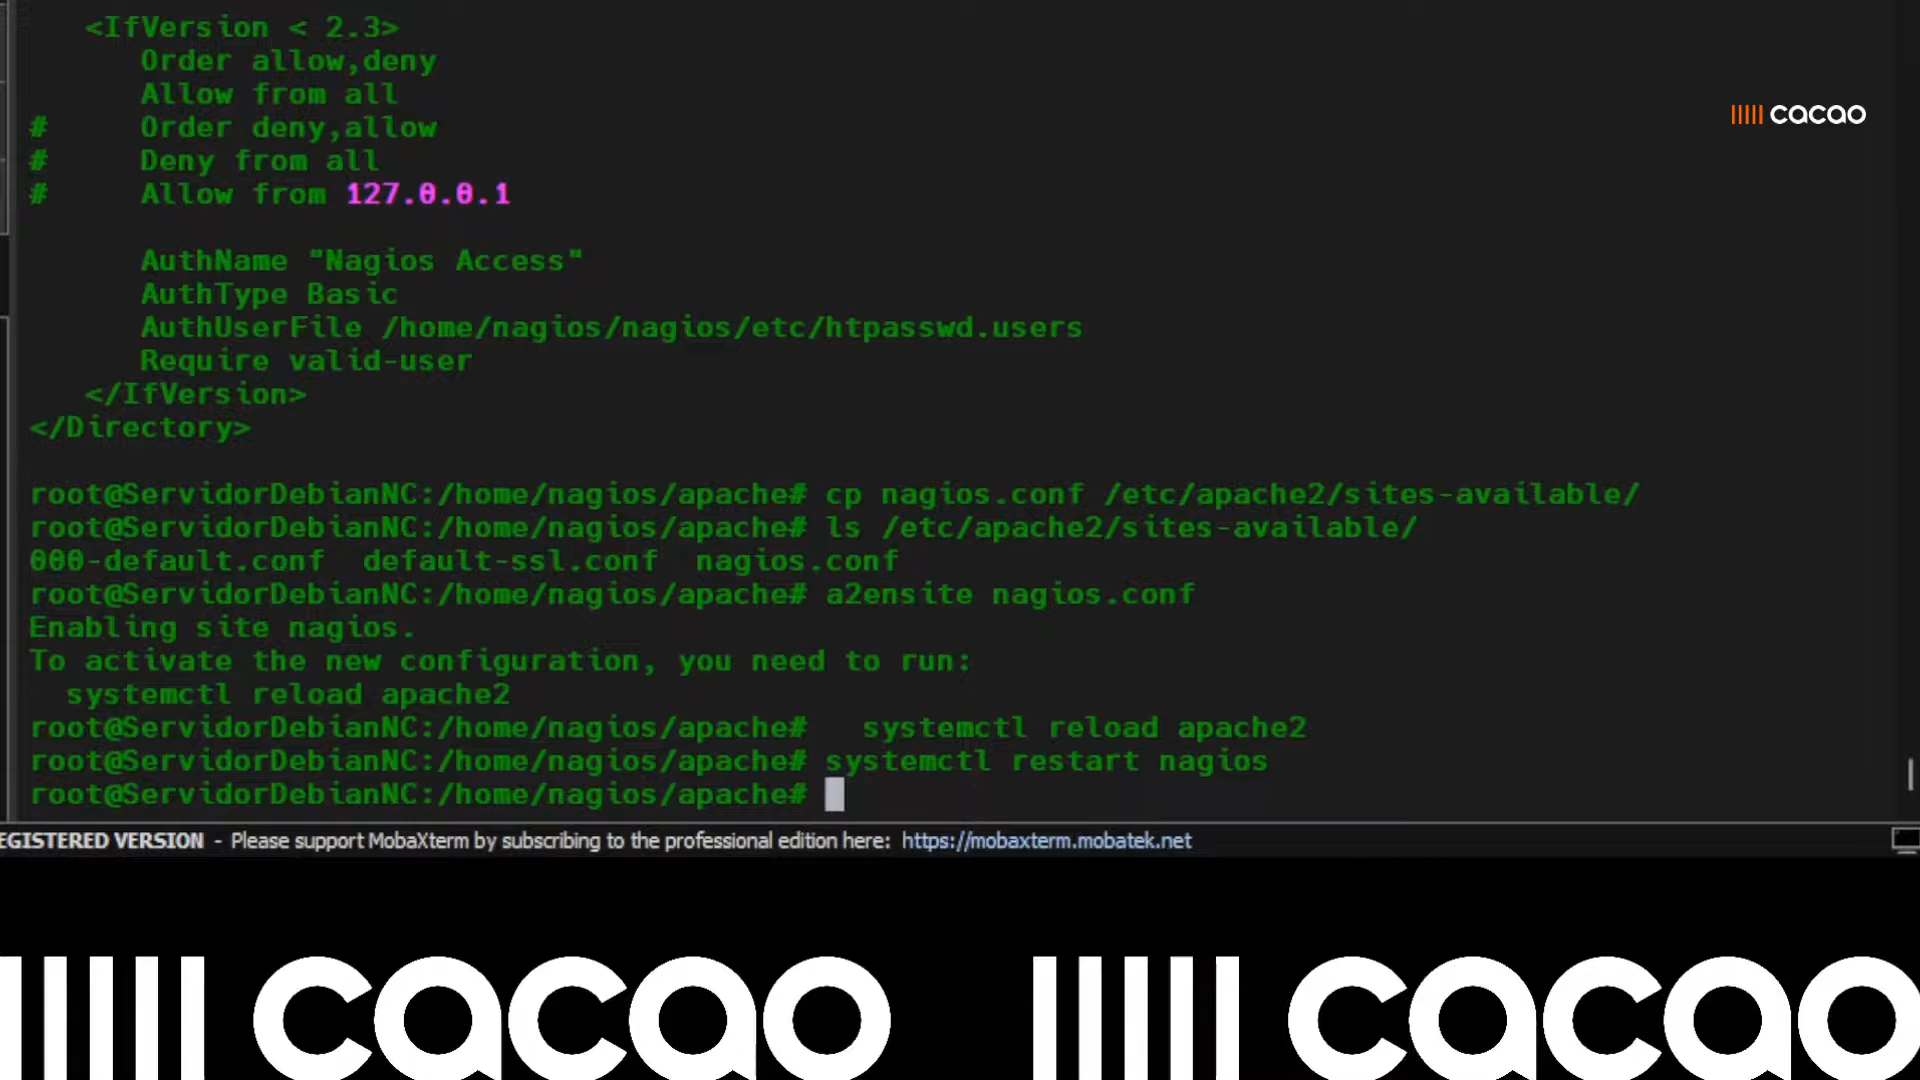 <IfVersion < 2.3>
Order allow,deny
Allow from all
# Order deny,allow
# Deny from all
# Allow from 127.0.0.1
AuthName "Nagios Access"
AuthType Basic
AuthUserFile /home/nagios/nagios/etc/htpasswd.users
Require valid-user
</IfVersion>
</Directory>
root@ServidorDebianNC:/home/nagios/apache# cp nagios.conf /etc/apache2/sites-available/
root@ServidorDebianNC:/home/nagios/apache# ls /etc/apache2/sites-available/
000-default.conf default-ssl.conf nagios.conf
root@ServidorDebianNC:/home/nagios/apache# a2ensite nagios.conf
Enabling site nagios.
To activate the new configuration, you need to run:
systemctl reload apache2
root@ServidorDebianNC:/home/nagios/apache# systemctl reload apache2
root@ServidorDebianNC:/home/nagios/apache# systemctl restart nagios
root@ServidorDebianNC:/home/nagios/apache#
EGISTERED VERSION - Please support MobaXterm by subscribing to the professional edition here: https://mobaxterm.mobatek.net
cacao
cacao cacao